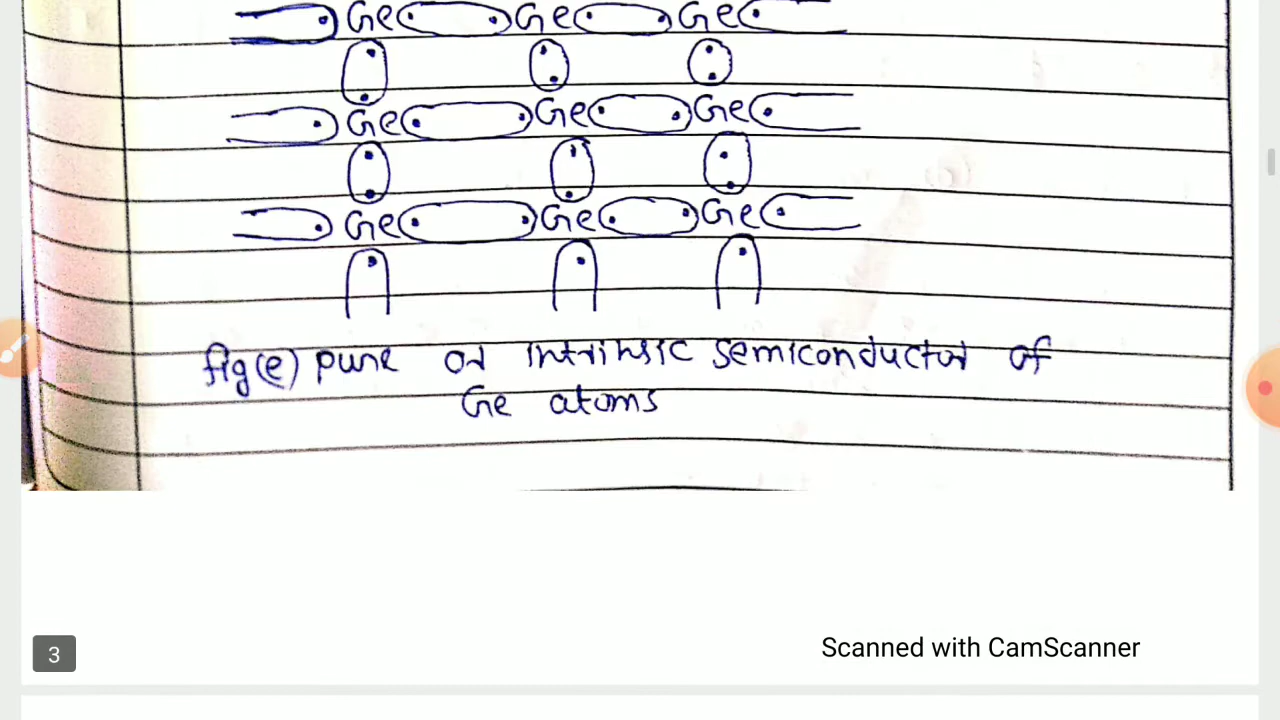 Ge Ge Ge
Ge Ge Ge
Ge Ge Ge
fig(e) pure or intrinsic semiconductor of
Ge atoms
3
Scanned with CamScanner